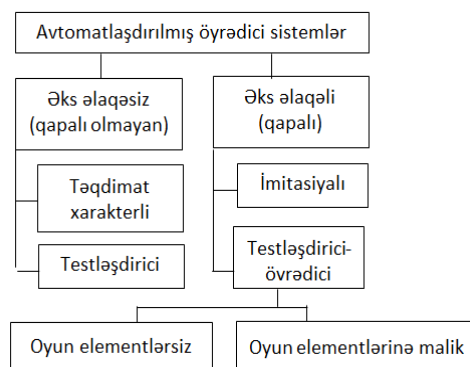 Avtomatlaşdırılmış öyrədici sistemlər
Əks əlaqəsiz
(qapalı olmayan)
Əks əlaqəli
(qapalı)
Təqdimat
xarakterli
İmitasiyalı
Testləşdirici
Testləşdirici-
övrədici
Oyun elementlərsiz
Oyun elementlərinə malik